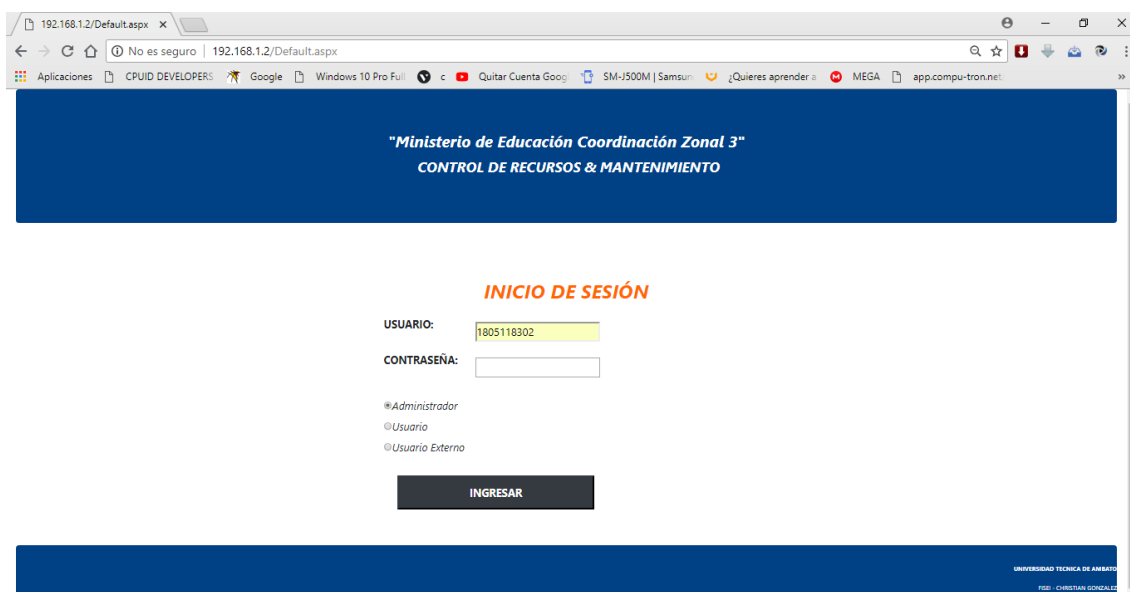 192.168.1.2/Default.aspx
No es seguro | 192.168.1.2/Default.aspx
Aplicaciones CPUID DEVELOPERS Google Windows 10 Pro Full c Quitar Cuenta Goog SM-J500M | Samsun ¿Quieres aprender a MEGA app.compu-tron.net
"Ministerio de Educación Coordinación Zonal 3"
CONTROL DE RECURSOS & MANTENIMIENTO
INICIO DE SESIÓN
USUARIO:
1805118302
CONTRASEÑA:
Administrador
Usuario
Usuario Externo
INGRESAR
UNIVERSIDAD TECNICA DE AMBATO
FISEI - CHRISTIAN GONZALEZ